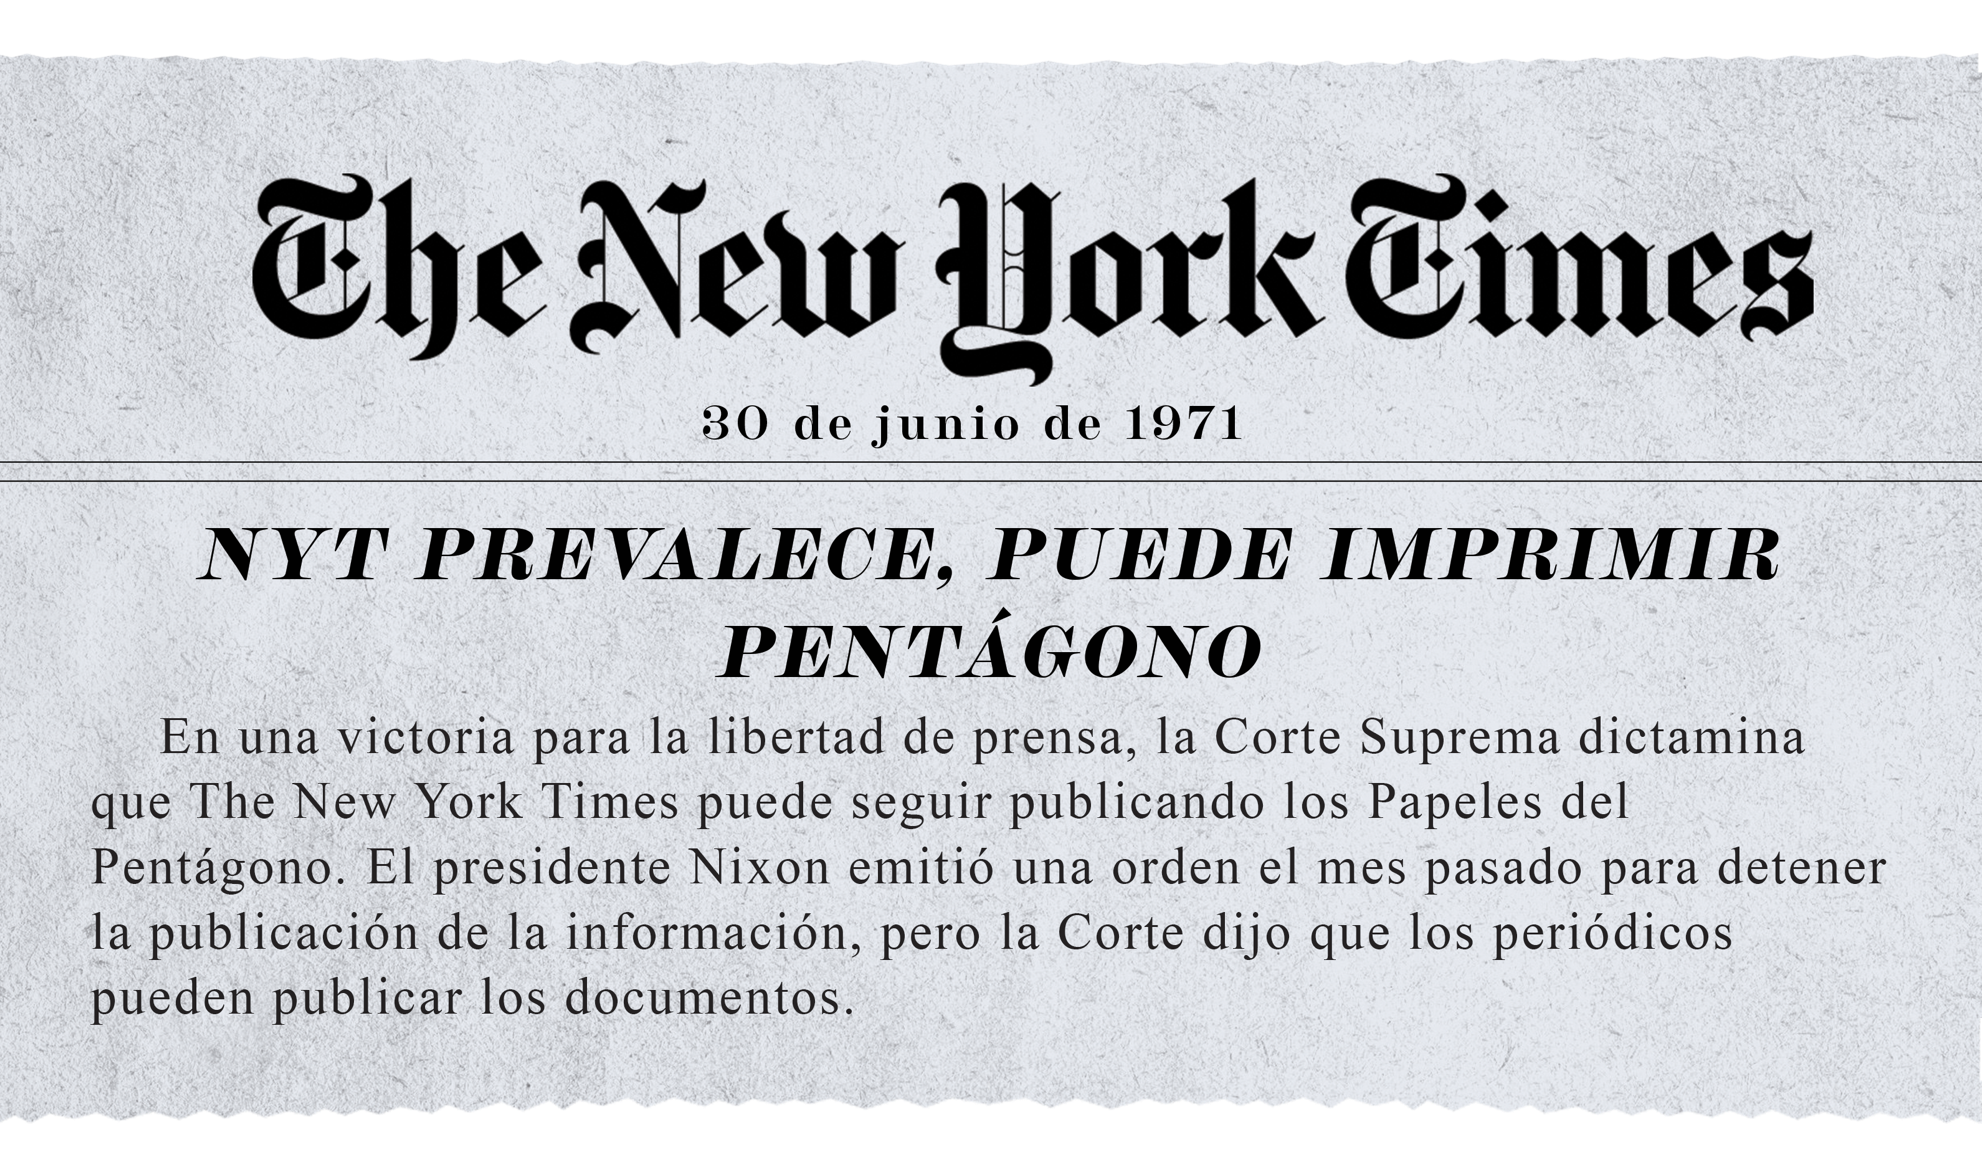 The New York Times
30 de junio de 1971
NYT PREVALECE, PUEDE IMPRIMIR
PENTÁGONO
En una victoria para la libertad de prensa, la Corte Suprema dictamina
que The New York Times puede seguir publicando los Papeles del
Pentágono. El presidente Nixon emitió una orden el mes pasado para detener
la publicación de la información, pero la Corte dijo que los periódicos
pueden publicar los documentos.